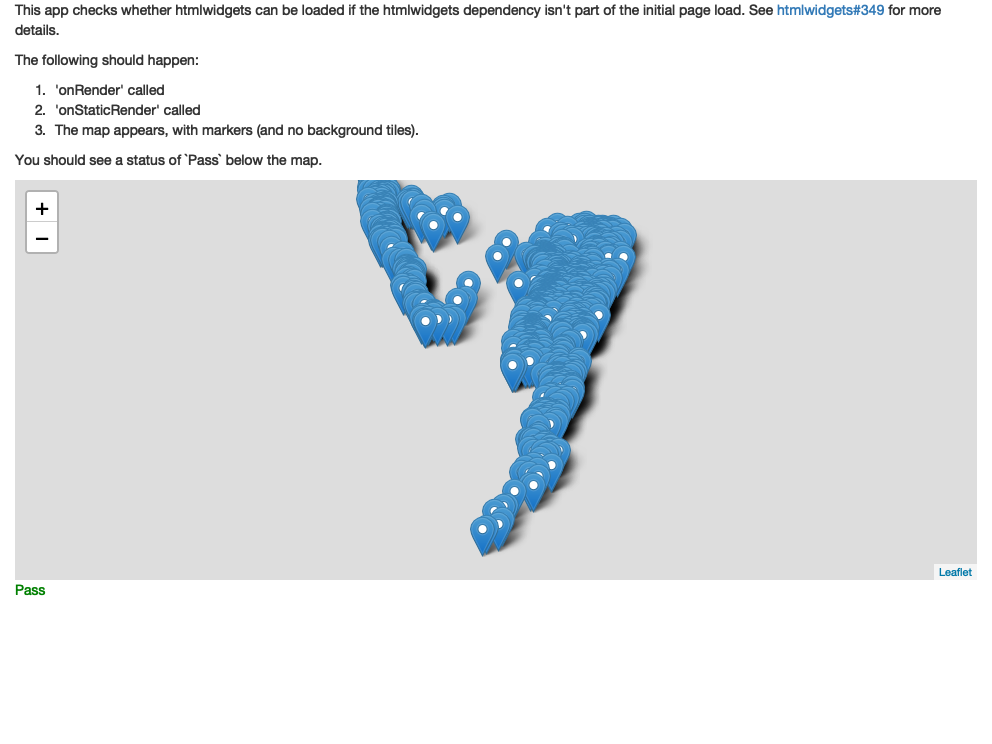 This app checks whether htmlwidgets can be loaded if the htmlwidgets dependency isn't part of the initial page load. See htmlwidgets#349 for more
details.
The following should happen:
1. 'onRender' called
2. 'onStaticRender' called
3. The map appears, with markers (and no background tiles).
You should see a status of `Pass` below the map.
+
−
Leaflet
Pass